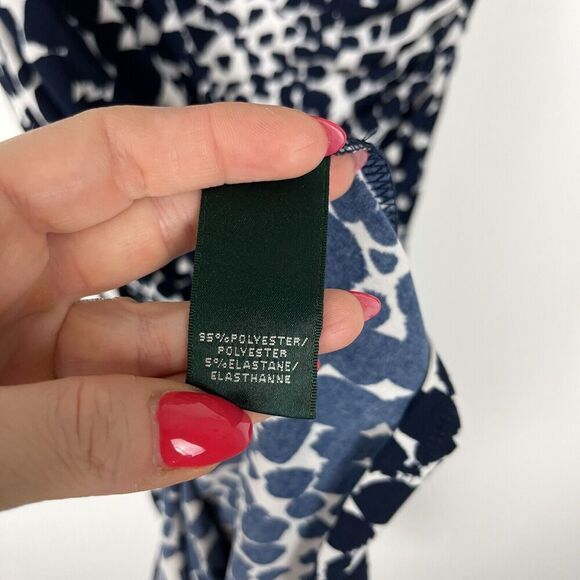 95%POLYESTER/
POLYESTER
5%ELASTANE/
ELASTHANNE